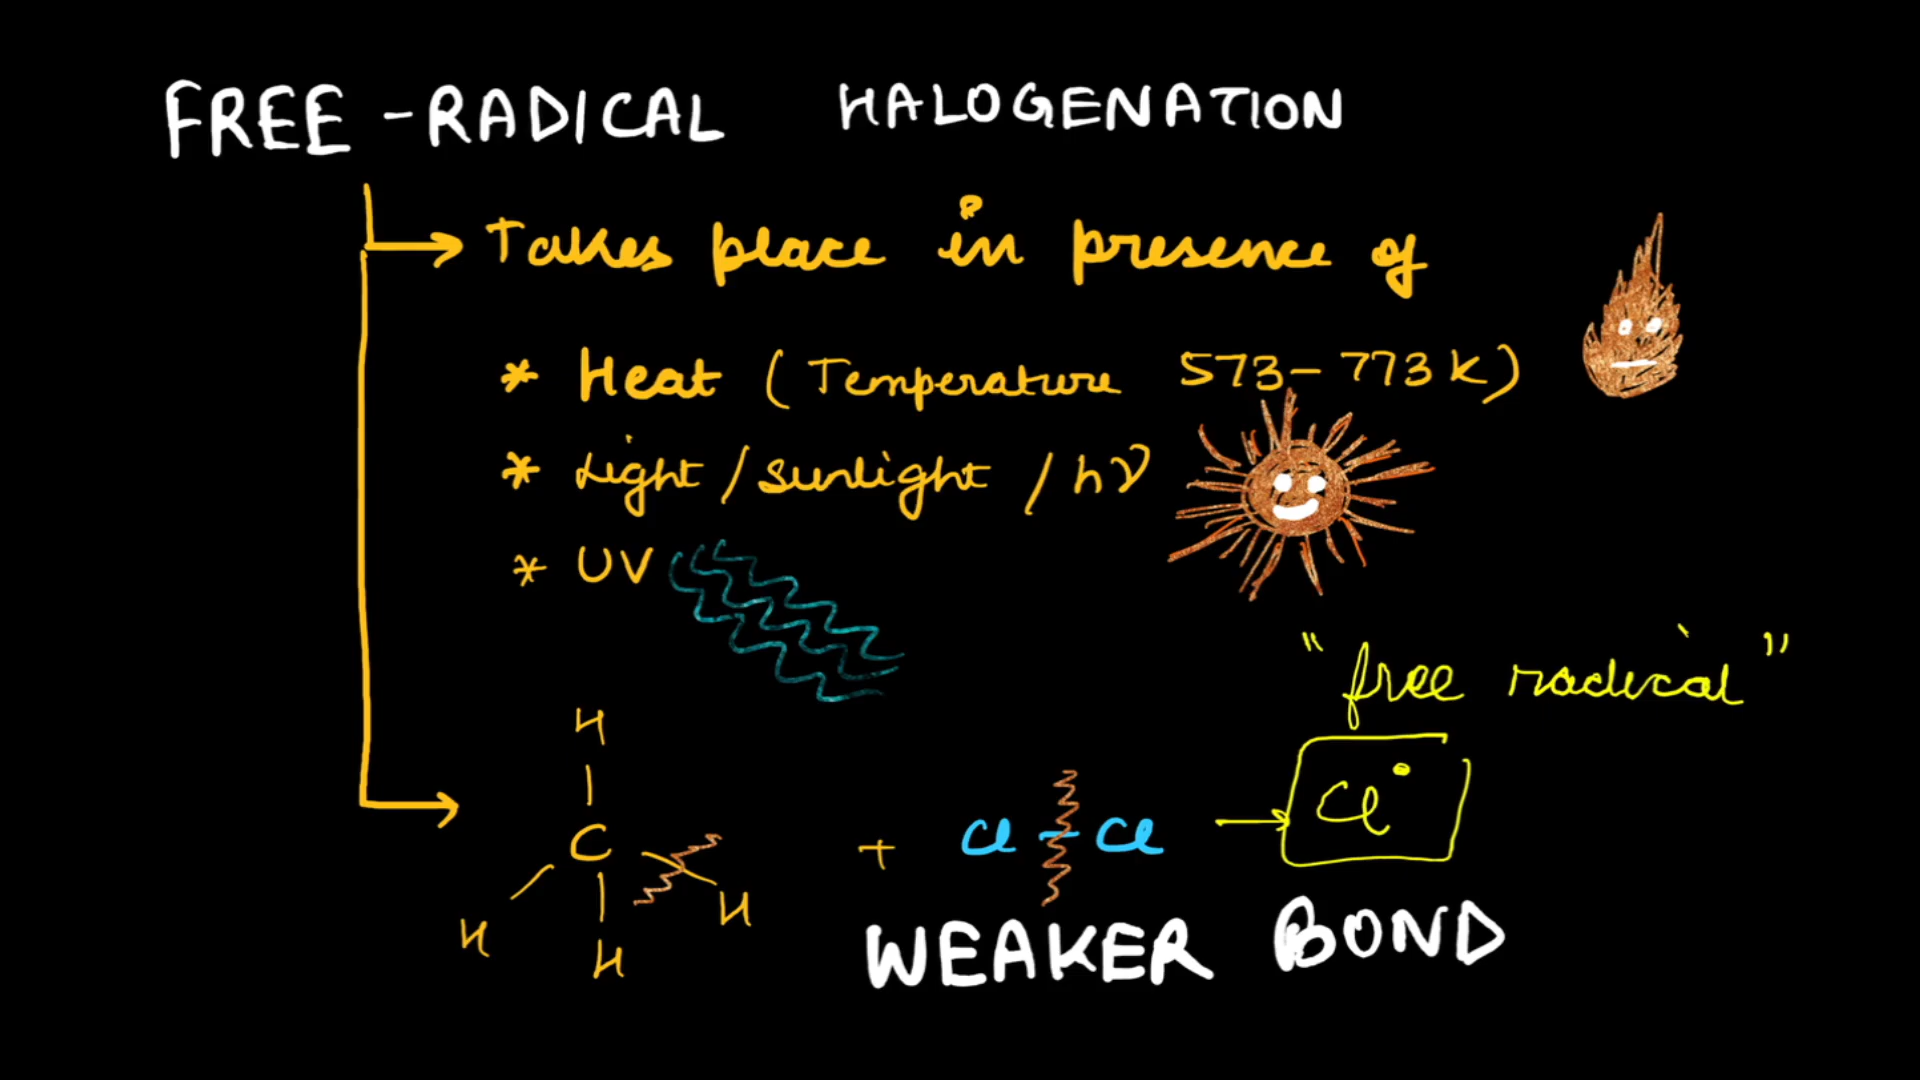 FREE-RADICAL HALOGENATION
Takes place in presence of
* Heat (Temperature 573-773K)
* Light/sunlight/hν
* UV
"free radical"
H
C
H
H
H
+
Cl-Cl
Cl•
WEAKER BOND